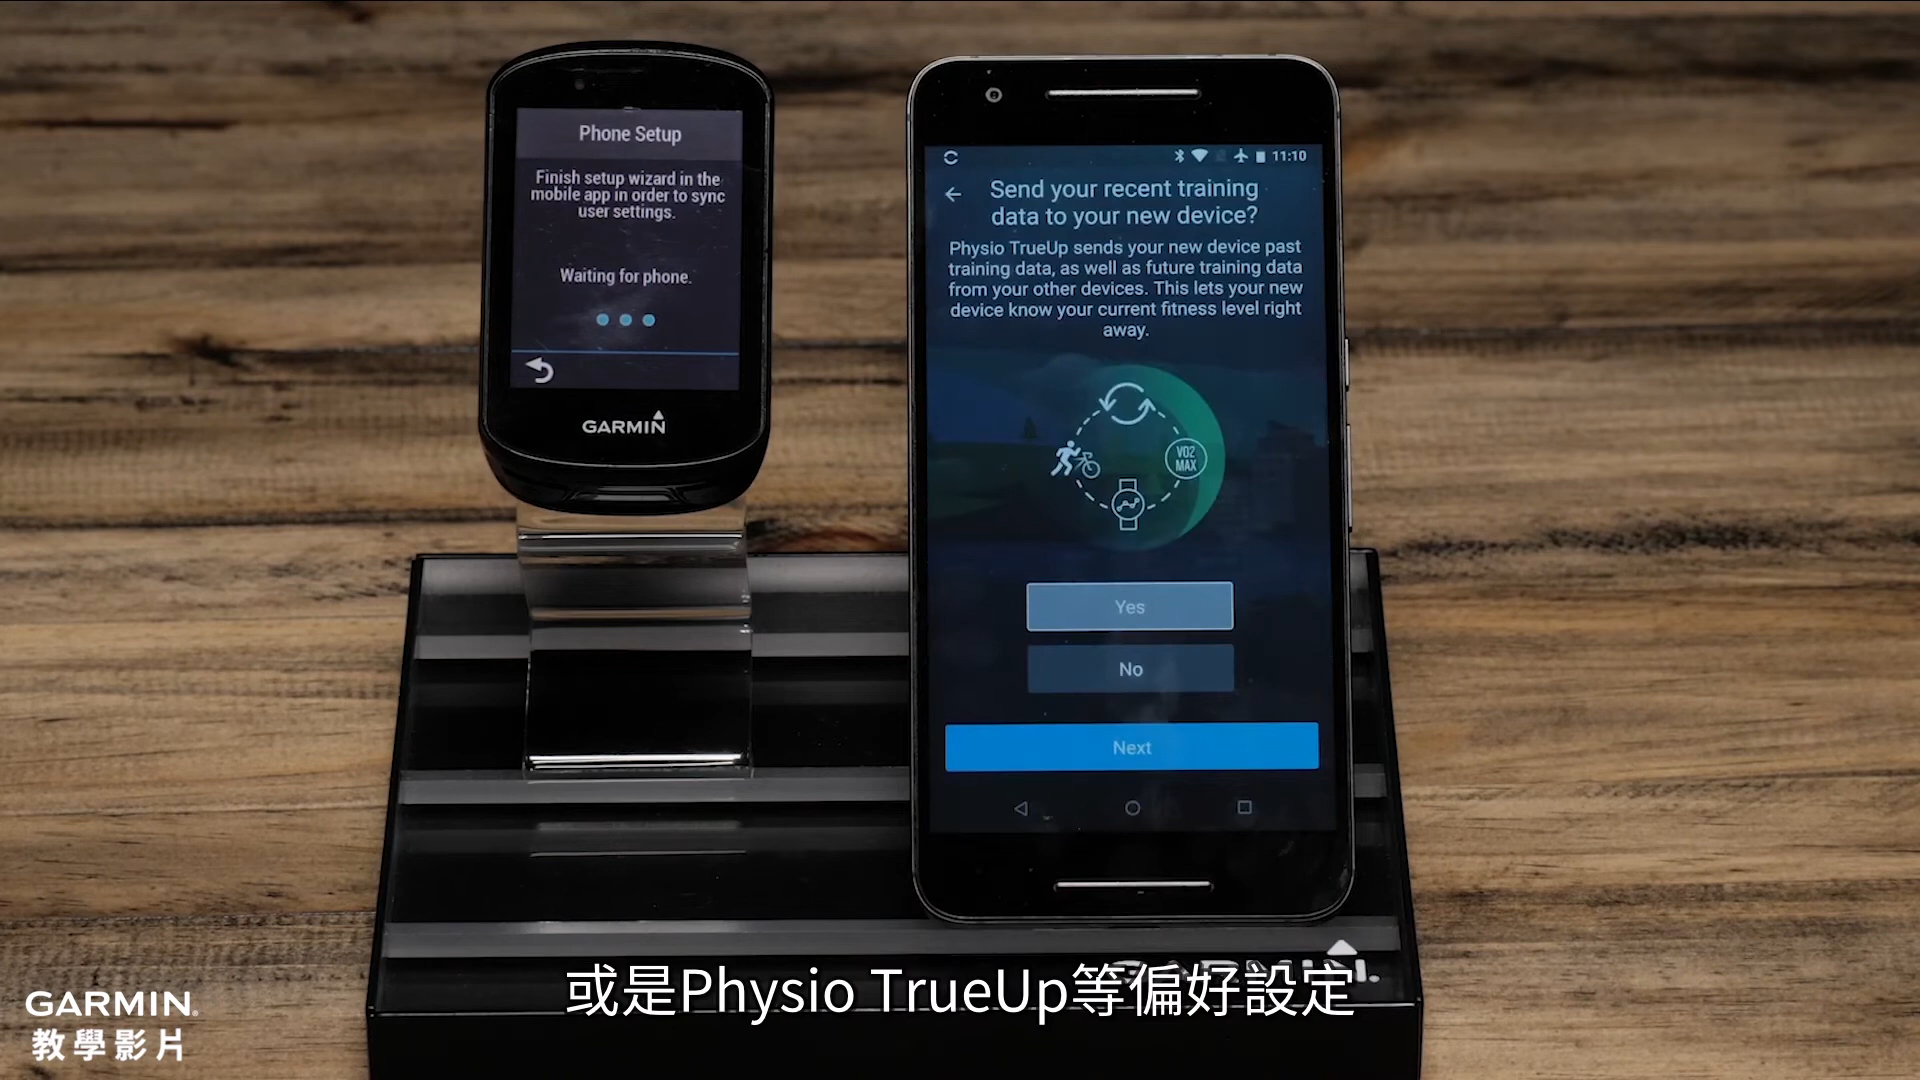 Phone Setup
Finish setup wizard in the
mobile app in order to sync
user settings.
Waiting for phone.
GARMIN
11:10
Send your recent training
data to your new device?
Physio TrueUp sends your new device past
training data, as well as future training data
from your other devices. This lets your new
device know your current fitness level right
away.
VO2
MAX
Yes
No
Next
GARMIN.
或是Physio TrueUp等偏好設定
GARMIN.
教學影片